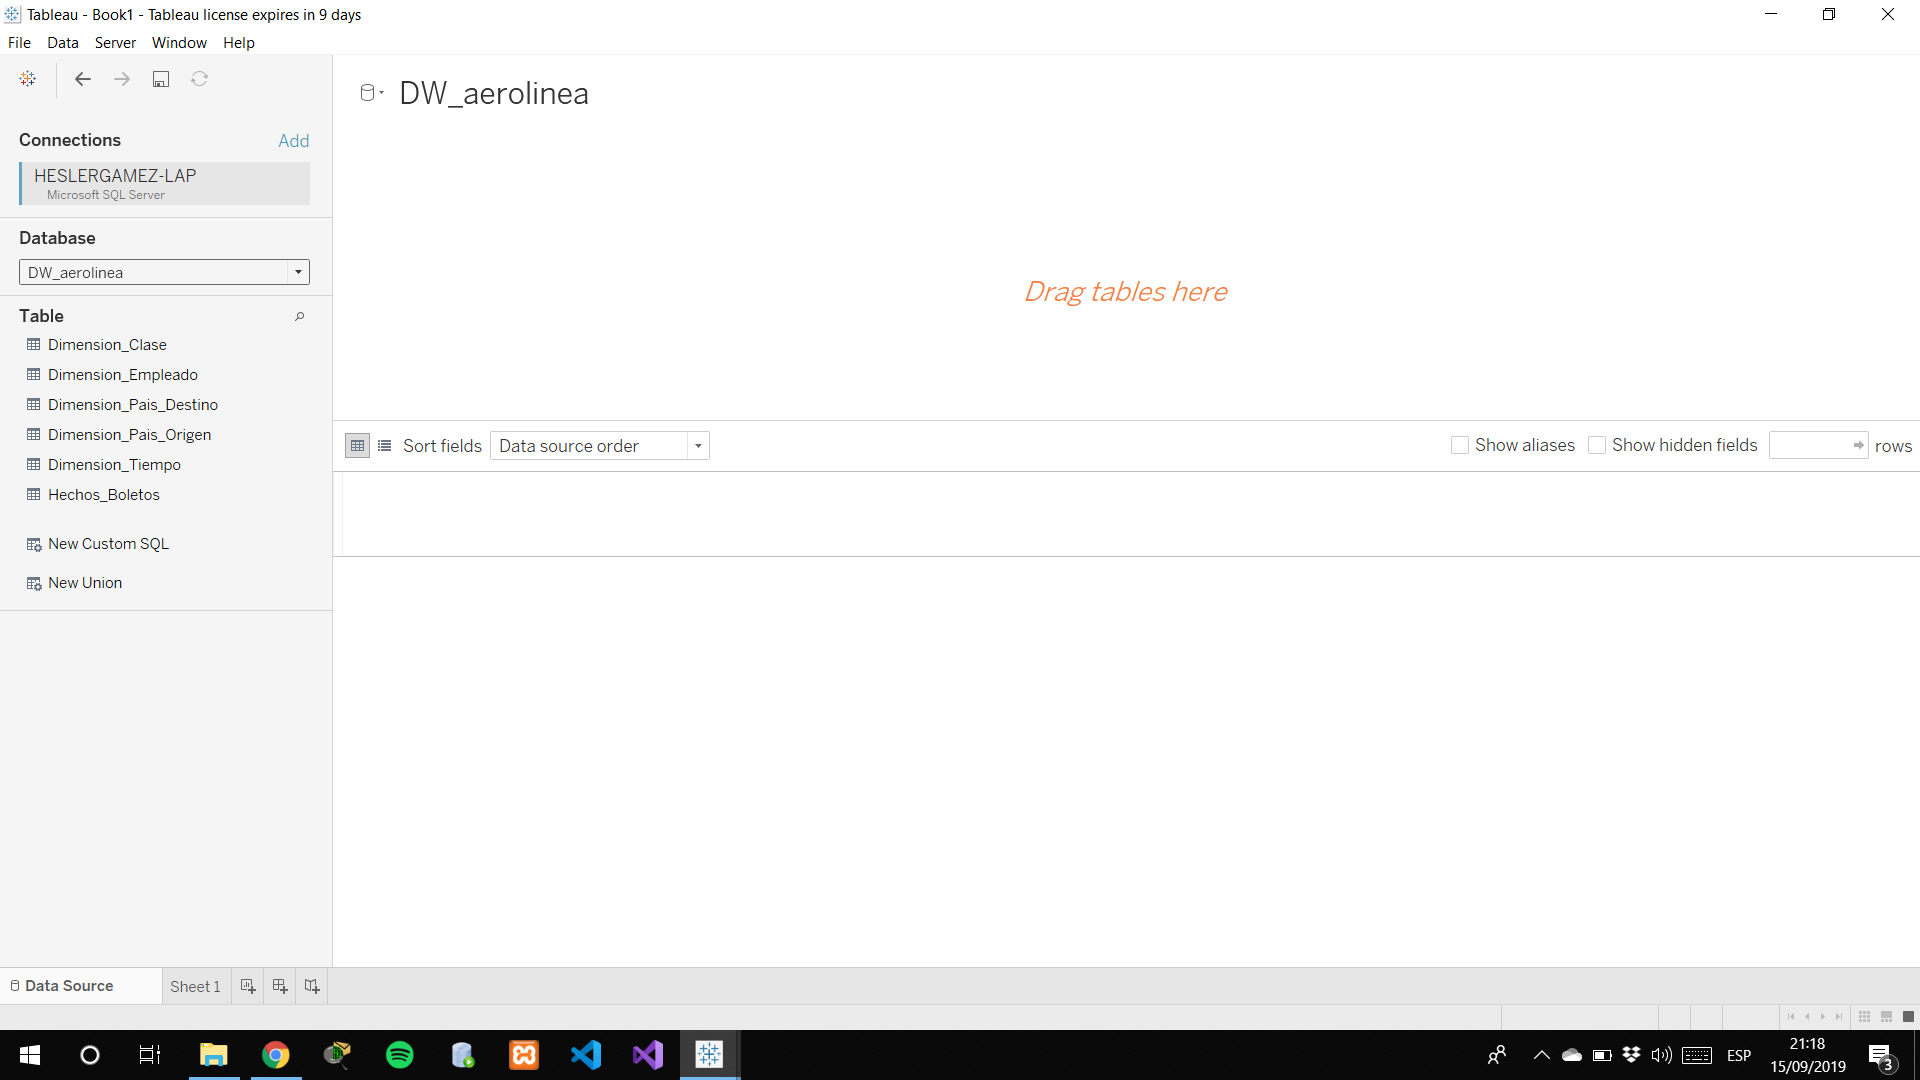 Tableau - Book1 - Tableau license expires in 9 days
File Data Server Window Help
Connections Add
HESLERGAMEZ-LAP
Microsoft SQL Server
Database
DW_aerolinea
Table
Dimension_Clase
Dimension_Empleado
Dimension_Pais_Destino
Dimension_Pais_Origen
Dimension_Tiempo
Hechos_Boletos
New Custom SQL
New Union
DW_aerolinea
Drag tables here
Sort fields Data source order Show aliases Show hidden fields rows
Data Source Sheet 1
ESP
21:18
15/09/2019
3